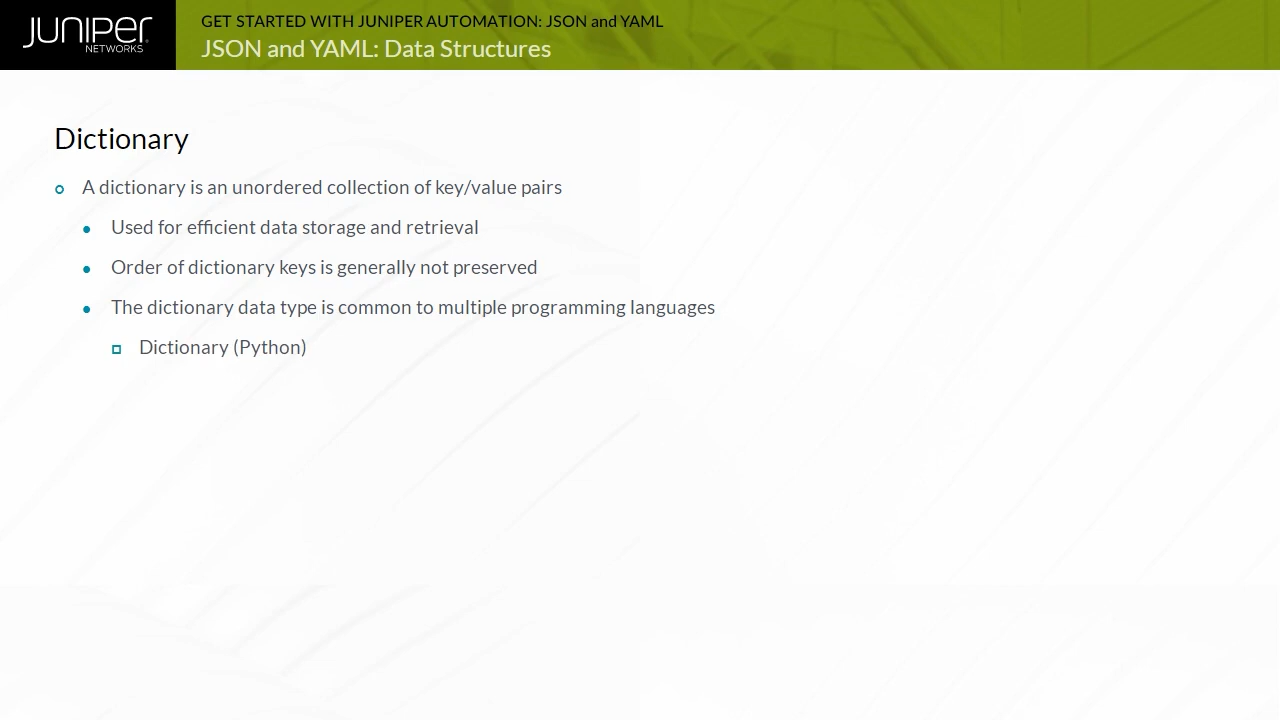 JUNIPER
NETWORKS
GET STARTED WITH JUNIPER AUTOMATION: JSON and YAML
JSON and YAML: Data Structures
Dictionary
A dictionary is an unordered collection of key/value pairs
Used for efficient data storage and retrieval
Order of dictionary keys is generally not preserved
The dictionary data type is common to multiple programming languages
Dictionary (Python)